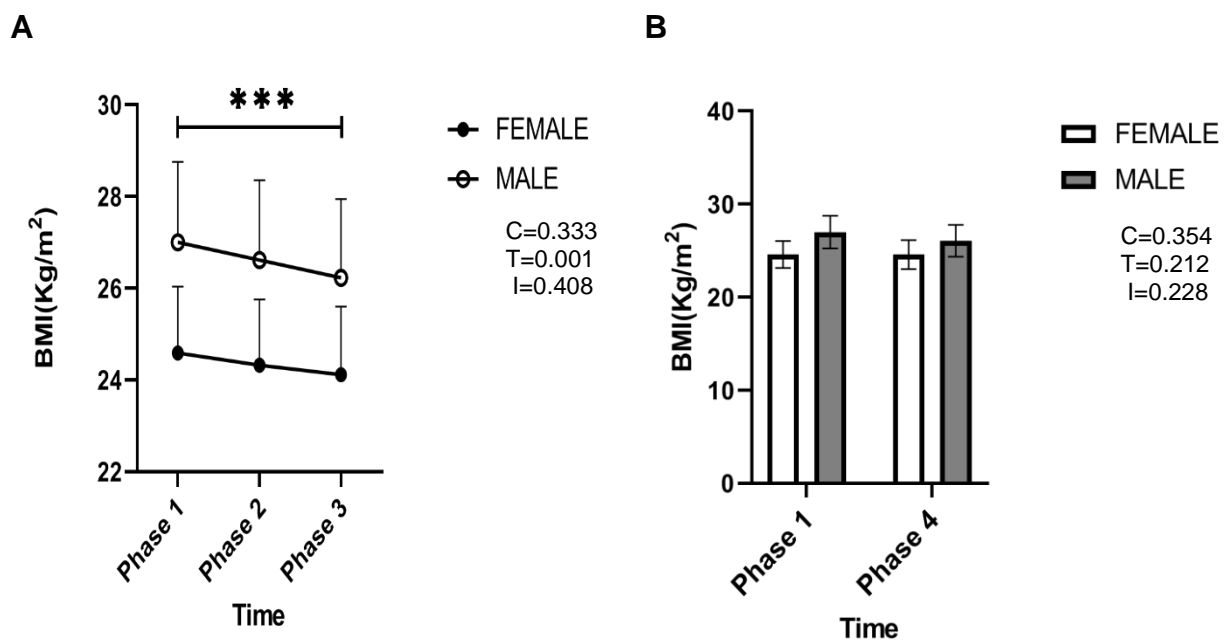 A
30
28
26
24
22
BMI(Kg/m²)
***
Phase 1
Phase 2
Phase 3
Time
FEMALE
MALE
C=0.333
T=0.001
I=0.408
B
40
30
20
10
0
BMI(Kg/m²)
Phase 1
Phase 4
Time
FEMALE
MALE
C=0.354
T=0.212
I=0.228